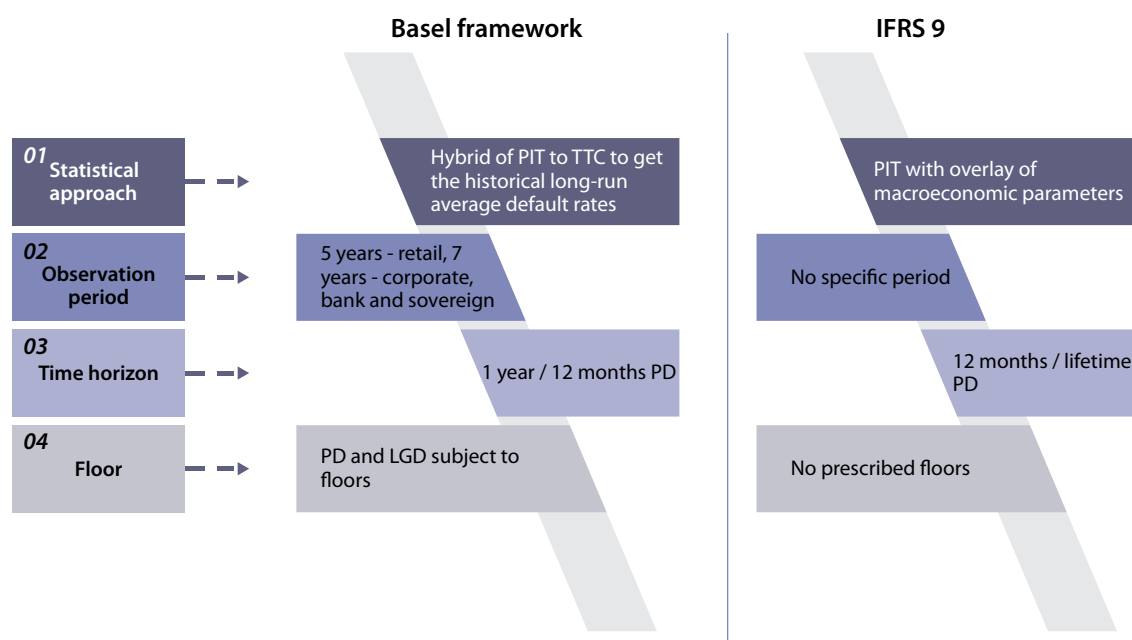 Basel framework
IFRS 9
01
Statistical
approach
Hybrid of PIT to TTC to get
the historical long-run
average default rates
PIT with overlay of
macroeconomic parameters
02
Observation
period
5 years - retail, 7
years - corporate,
bank and sovereign
No specific period
03
Time horizon
1 year / 12 months PD
12 months / lifetime
PD
04
Floor
PD and LGD subject to
floors
No prescribed floors